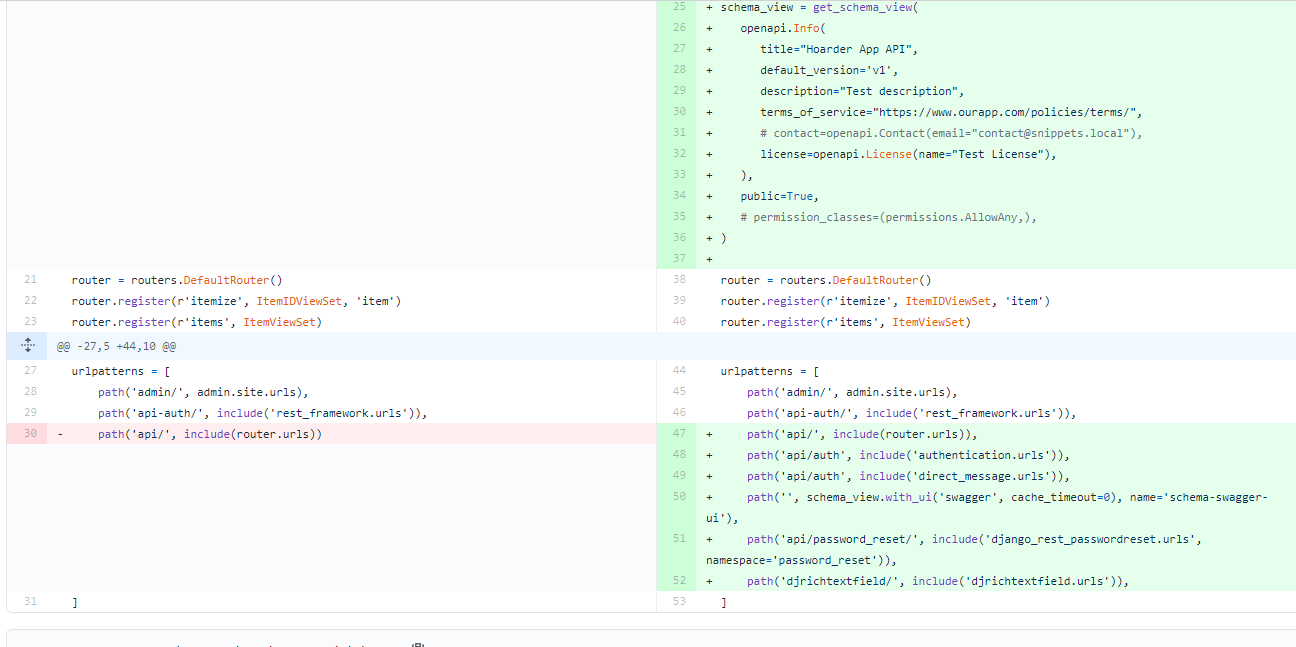 25 + schema_view = get_schema_view(
26 + openapi.Info(
27 + title="Hoarder App API",
28 + default_version='v1',
29 + description="Test description",
30 + terms_of_service="https://www.ourapp.com/policies/terms/",
31 + # contact=openapi.Contact(email="contact@snippets.local"),
32 + license=openapi.License(name="Test License"),
33 + ),
34 + public=True,
35 + # permission_classes=(permissions.AllowAny,),
36 + )
37 +
21 router = routers.DefaultRouter() 38 router = routers.DefaultRouter()
22 router.register(r'itemize', ItemIDViewSet, 'item') 39 router.register(r'itemize', ItemIDViewSet, 'item')
23 router.register(r'items', ItemViewSet) 40 router.register(r'items', ItemViewSet)
@@ -27,5 +44,10 @@
27 urlpatterns = [ 44 urlpatterns = [
28 path('admin/', admin.site.urls), 45 path('admin/', admin.site.urls),
29 path('api-auth/', include('rest_framework.urls')), 46 path('api-auth/', include('rest_framework.urls')),
30 - path('api/', include(router.urls)) 47 + path('api/', include(router.urls)),
48 + path('api/auth', include('authentication.urls')),
49 + path('api/auth', include('direct_message.urls')),
50 + path('', schema_view.with_ui('swagger', cache_timeout=0), name='schema-swagger-
ui'),
51 + path('api/password_reset/', include('django_rest_passwordreset.urls',
namespace='password_reset')),
52 + path('djrichtextfield/', include('djrichtextfield.urls')),
31 ] 53 ]